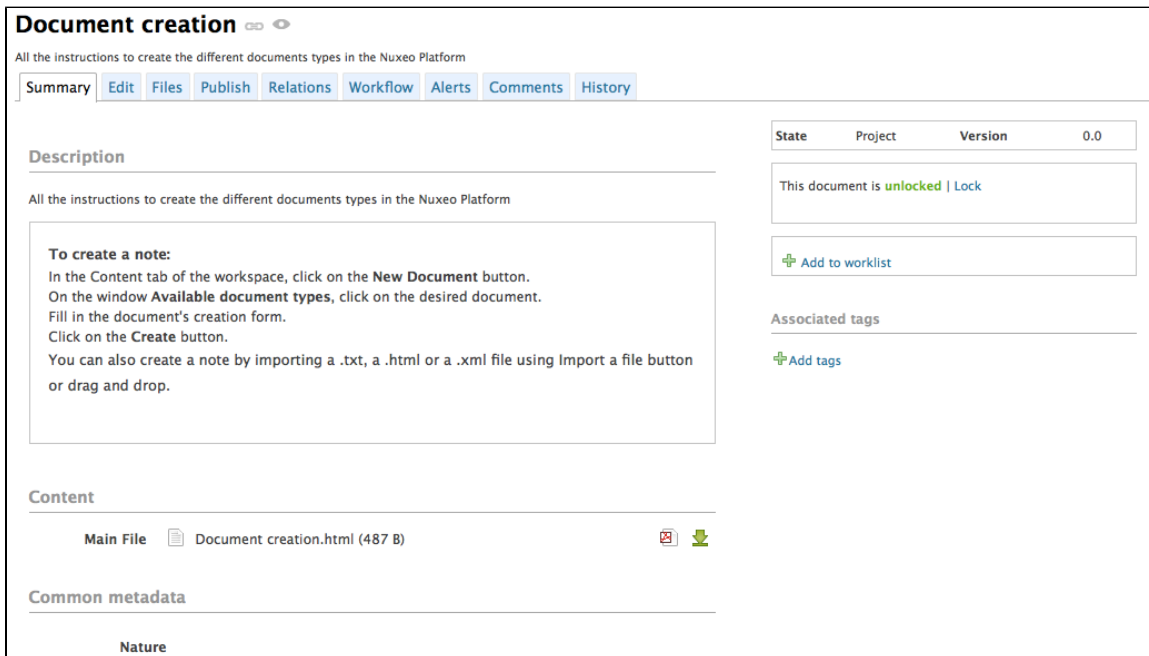 Document creation
All the instructions to create the different documents types in the Nuxeo Platform
Summary Edit Files Publish Relations Workflow Alerts Comments History
Description
All the instructions to create the different documents types in the Nuxeo Platform
To create a note:
In the Content tab of the workspace, click on the New Document button.
On the window Available document types, click on the desired document.
Fill in the document's creation form.
Click on the Create button.
You can also create a note by importing a .txt, a .html or a .xml file using Import a file button
or drag and drop.
Content
Main File Document creation.html (487 B)
Common metadata
Nature
State Project Version 0.0
This document is unlocked | Lock
Add to worklist
Associated tags
Add tags